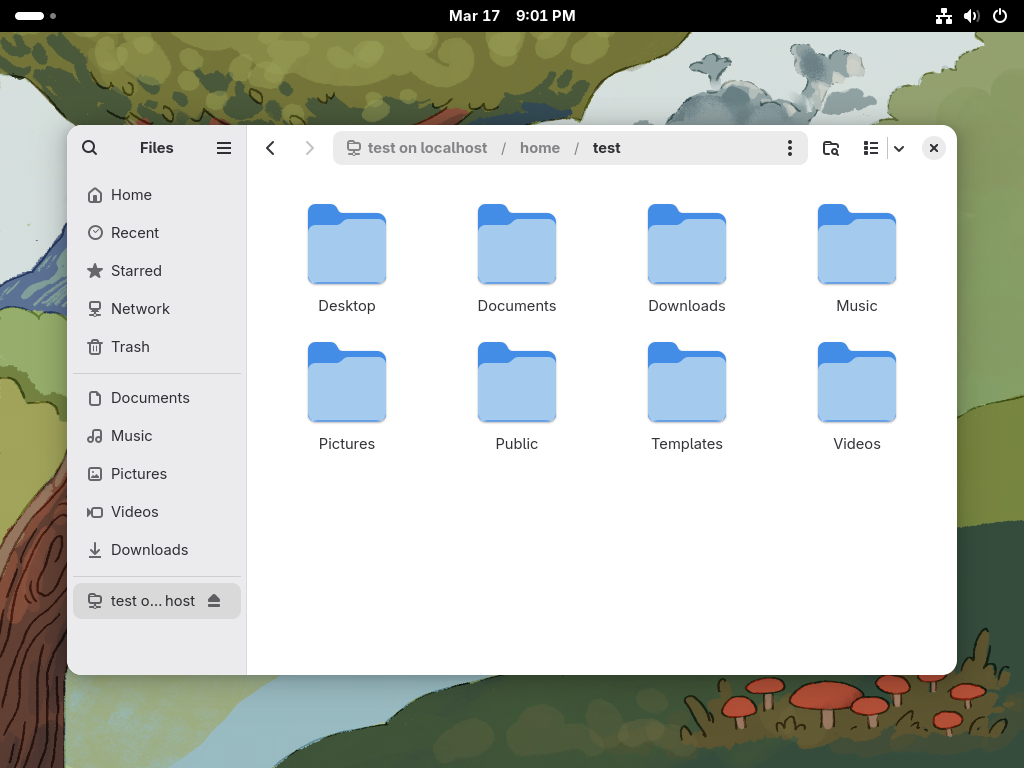 Mar 17 9:01 PM
Files
test on localhost / home / test
Home
Recent
Starred
Network
Trash
Documents
Music
Pictures
Videos
Downloads
test o… host
Desktop Documents Downloads Music
Pictures Public Templates Videos